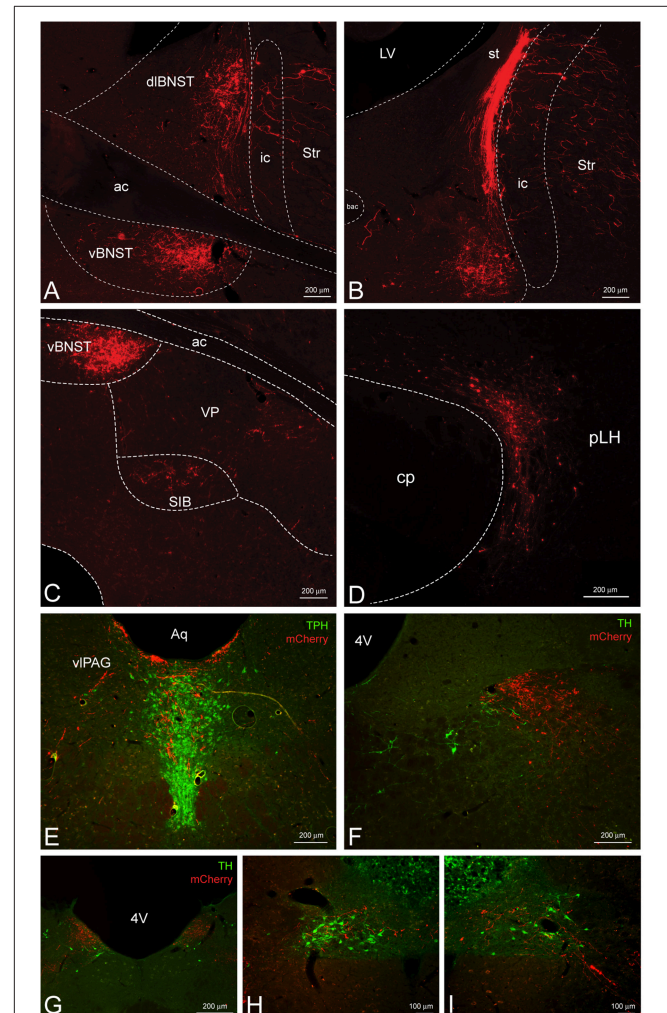 dlBNST
ic
Str
ac
vBNST
A
200 µm
LV
st
ic
Str
bac
B
200 µm
vBNST
ac
VP
SIB
C
200 µm
cp
pLH
D
200 µm
Aq
TPH
mCherry
vlPAG
E
200 µm
4V
TH
mCherry
F
200 µm
TH
mCherry
4V
G
200 µm
H
100 µm
I
100 µm